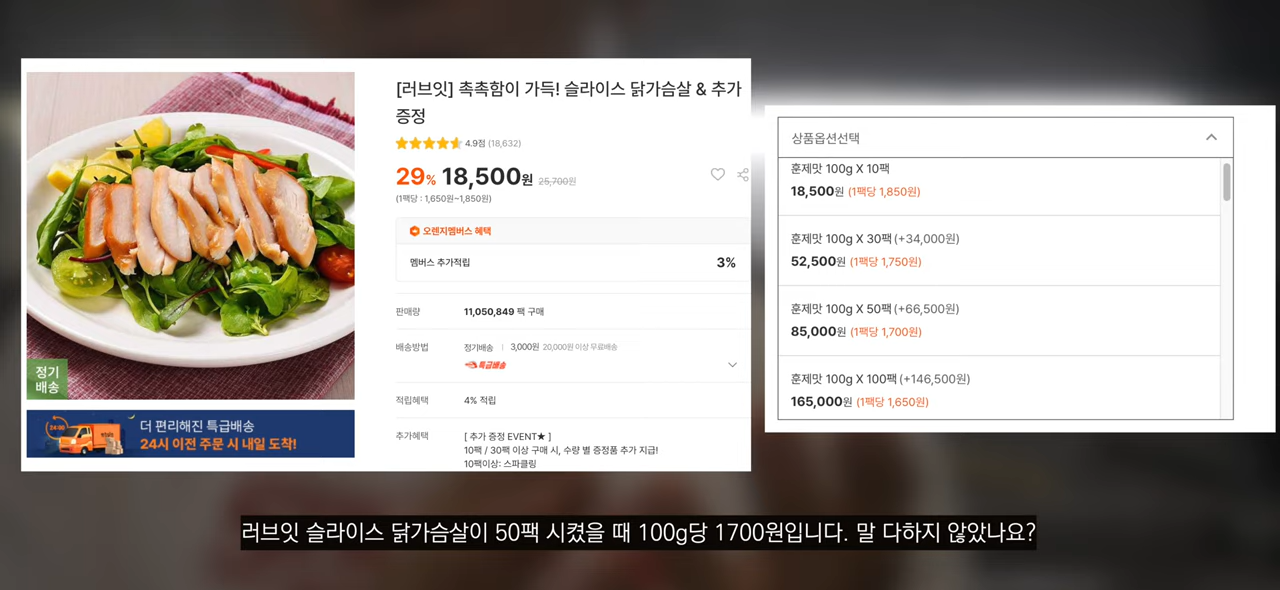 [러브잇] 촉촉함이 가득! 슬라이스 닭가슴살 & 추가
증정
4.9점 (18,632)
29% 18,500원 25,700원
(1팩당 : 1,650원~1,850원)
오렌지멤버스 혜택
멤버스 추가적립 3%
판매량 11,050,849 팩 구매
배송방법 정기배송 | 3,000원 20,000원 이상 무료배송
특급배송
적립혜택 4% 적립
추가혜택 [ 추가 증정 EVENT★ ]
10팩 / 30팩 이상 구매 시, 수량 별 증정품 추가 지급!
10팩이상: 스파클링
정기
배송
24:00
더 편리해진 특급배송
24시 이전 주문 시 내일 도착!
상품옵션선택
훈제맛 100g X 10팩
18,500원 (1팩당 1,850원)
훈제맛 100g X 30팩 (+34,000원)
52,500원 (1팩당 1,750원)
훈제맛 100g X 50팩 (+66,500원)
85,000원 (1팩당 1,700원)
훈제맛 100g X 100팩 (+146,500원)
165,000원 (1팩당 1,650원)
러브잇 슬라이스 닭가슴살이 50팩 시켰을 때 100g당 1700원입니다. 말 다하지 않았나요?